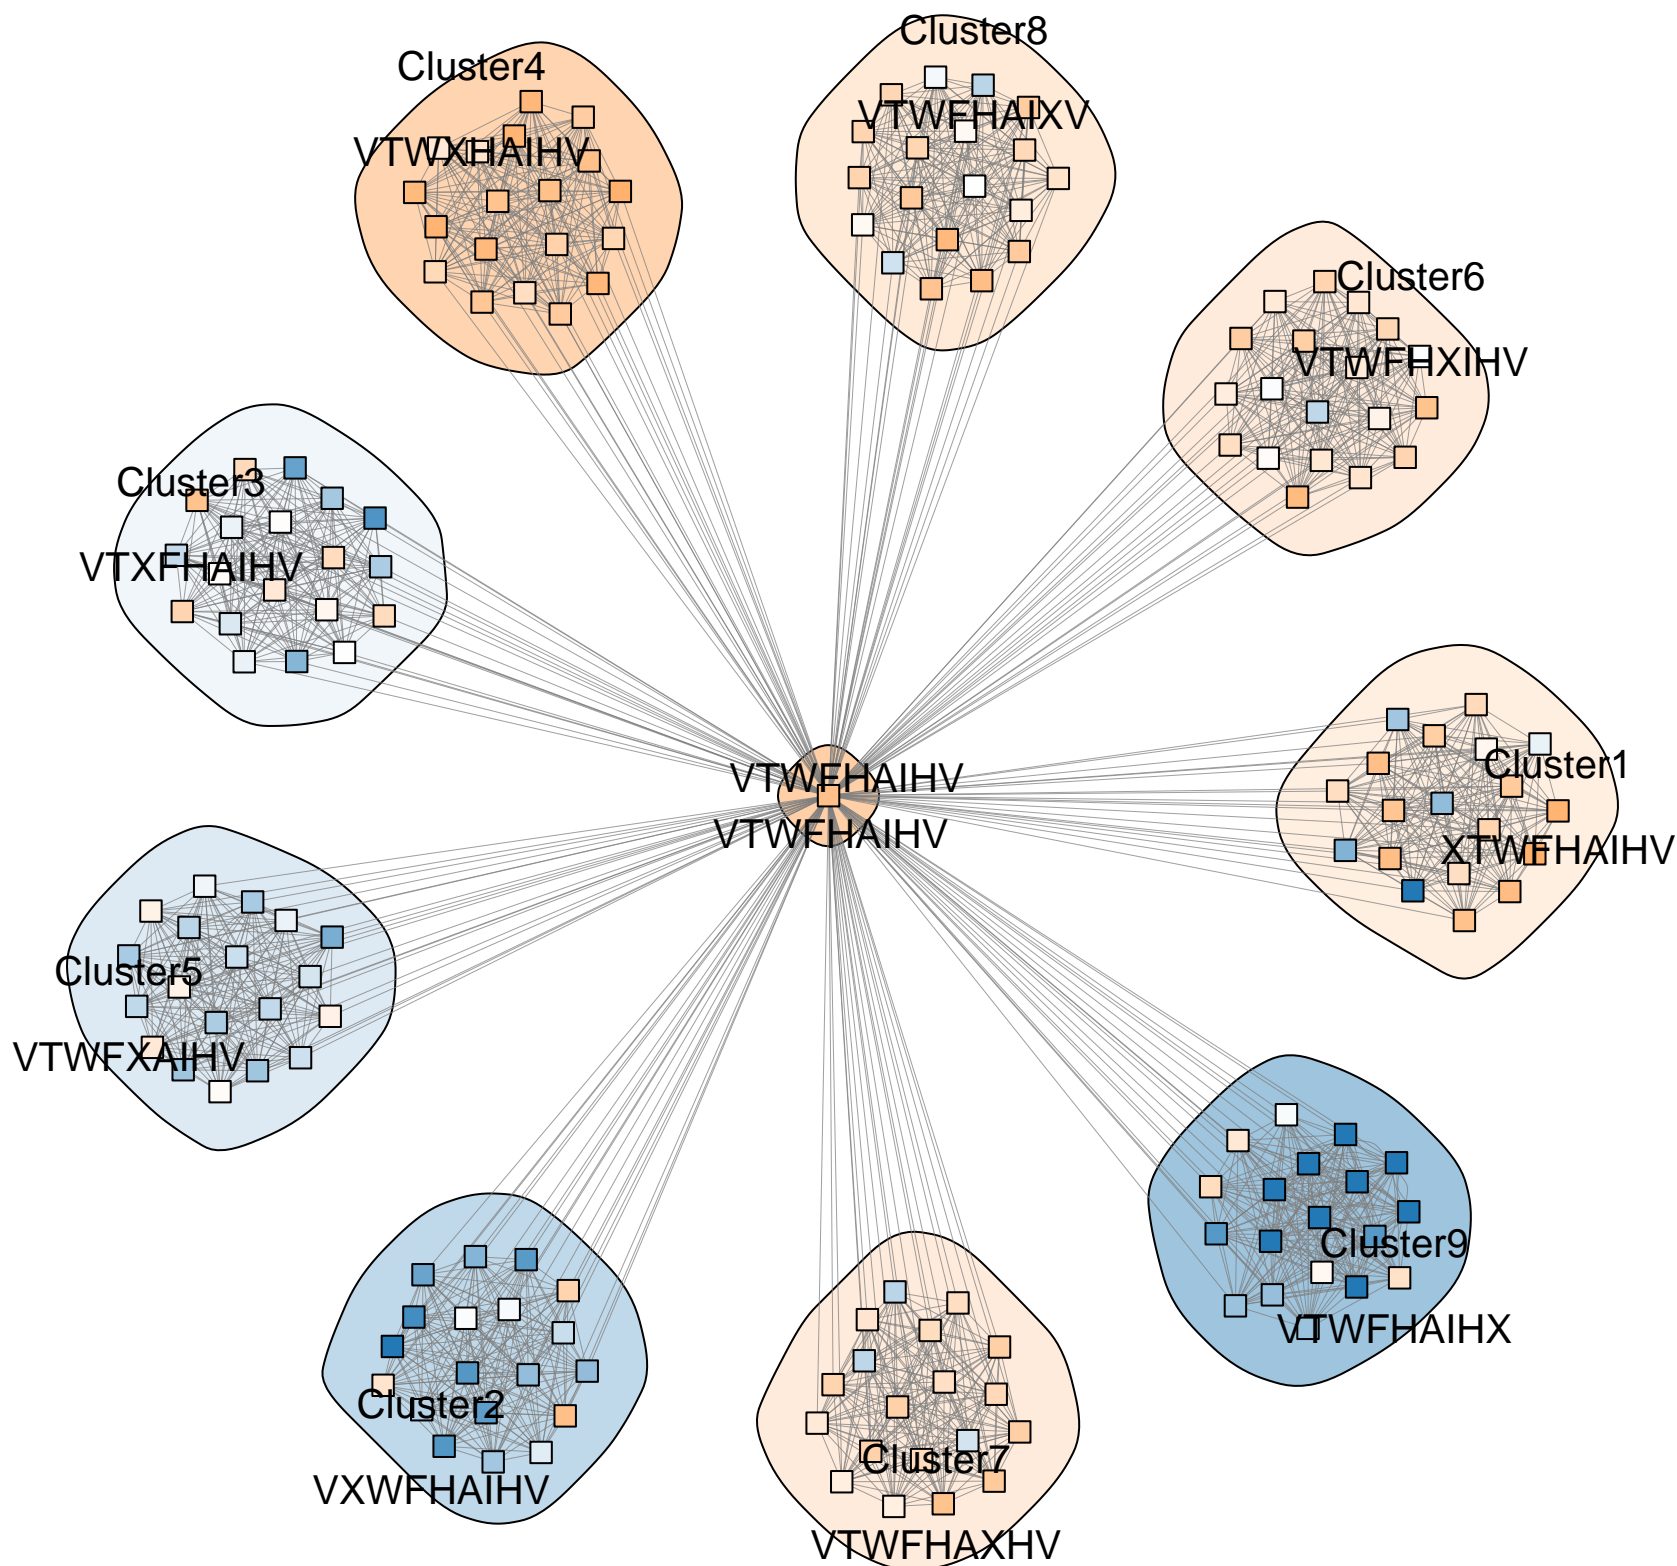 Cluster8
Cluster4
VTWFHAIXV
VTWXHAIHV
Cluster6
VTWFHXIHV
Cluster3
VTXFHAIHV
Cluster1
VTWFHAIHV
VTWFHAIHV
XTWFHAIHV
Cluster5
VTWFXAIHV
Cluster9
VTWFHAIHX
Cluster2
VXWFHAIHV
Cluster7
VTWFHAXHV